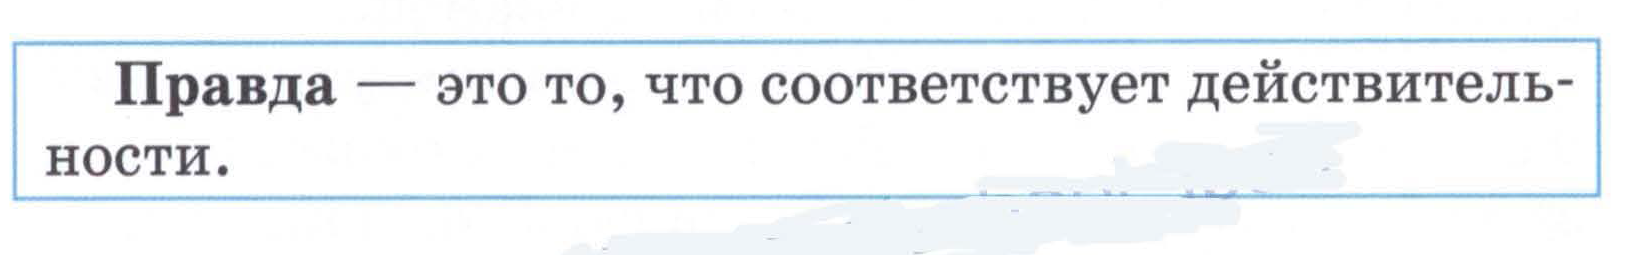 Правда — это то, что соответствует действитель-
ности.